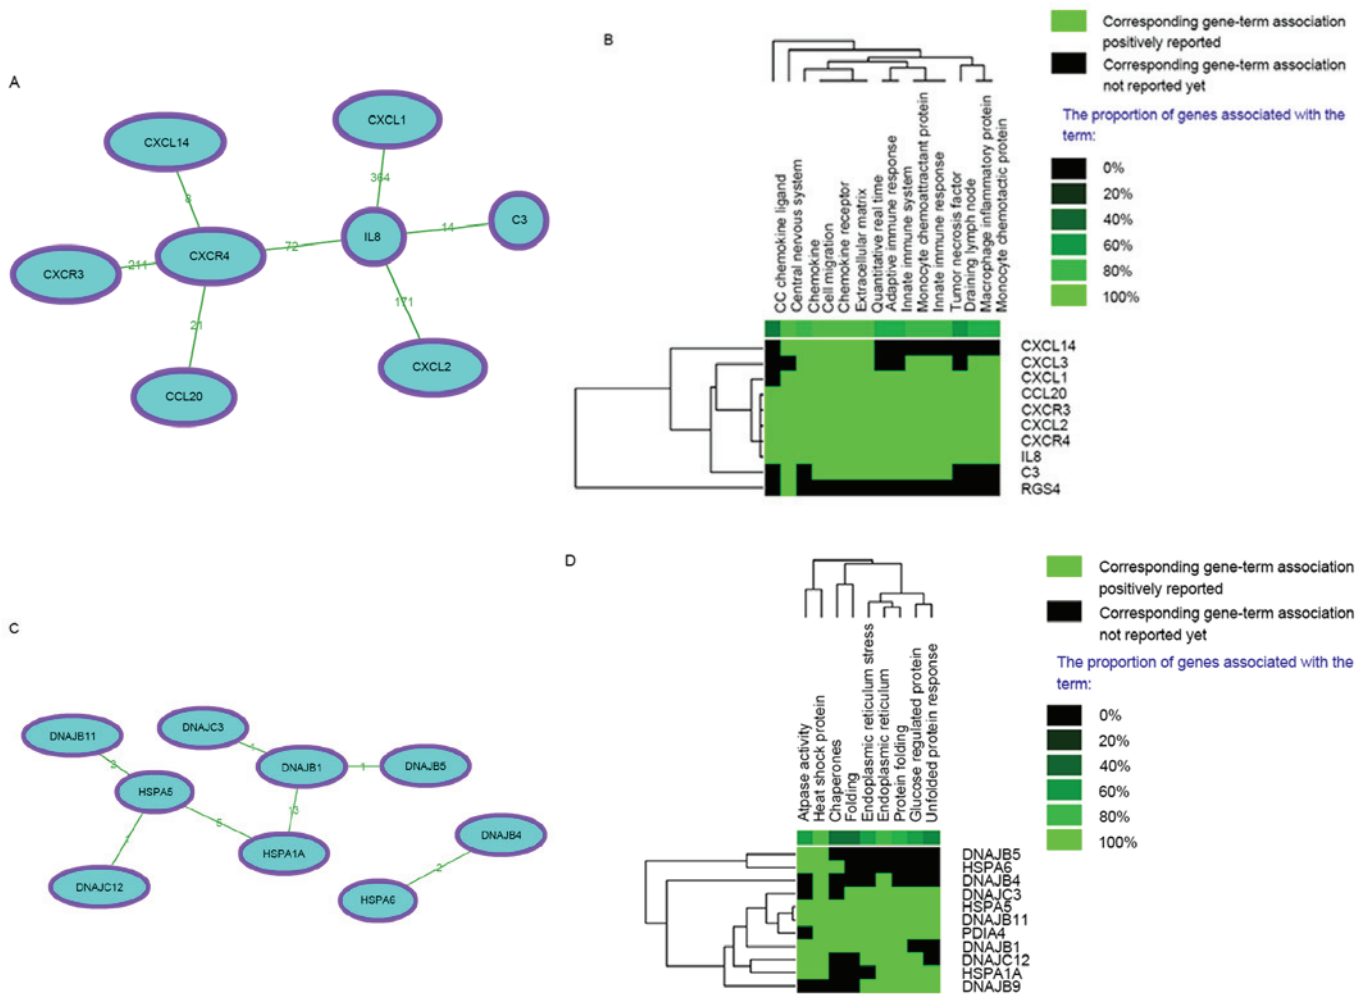 A
CXCL14
CXCL1
364
8
IL8
14
C3
CXCR4
72
CXCR3
211
171
21
CXCL2
CCL20
B
CC chemokine ligand
Central nervous system
Chemokine
Cell migration
Chemokine receptor
Extracellular matrix
Quantitative real time
Adaptive immune response
Innate immune system
Monocyte chemoattractant protein
Innate immune response
Tumor necrosis factor
Draining lymph node
Macrophage inflammatory protein
Monocyte chemotactic protein
CXCL14
CXCL3
CXCL1
CCL20
CXCR3
CXCL2
CXCR4
IL8
C3
RGS4
Corresponding gene-term association
positively reported
Corresponding gene-term association
not reported yet
The proportion of genes associated with the
term:
0%
20%
40%
60%
80%
100%
C
DNAJB11
DNAJC3
2
1
DNAJB1
1
DNAJB5
HSPA5
13
5
DNAJB4
HSPA1A
2
DNAJC12
HSPA6
D
Atpase activity
Heat shock protein
Chaperones
Folding
Endoplasmic reticulum stress
Endoplasmic reticulum
Protein folding
Glucose regulated protein
Unfolded protein response
DNAJB5
HSPA6
DNAJB4
DNAJC3
HSPA5
DNAJB11
PDIA4
DNAJB1
DNAJC12
HSPA1A
DNAJB9
Corresponding gene-term association
positively reported
Corresponding gene-term association
not reported yet
The proportion of genes associated with the
term:
0%
20%
40%
60%
80%
100%